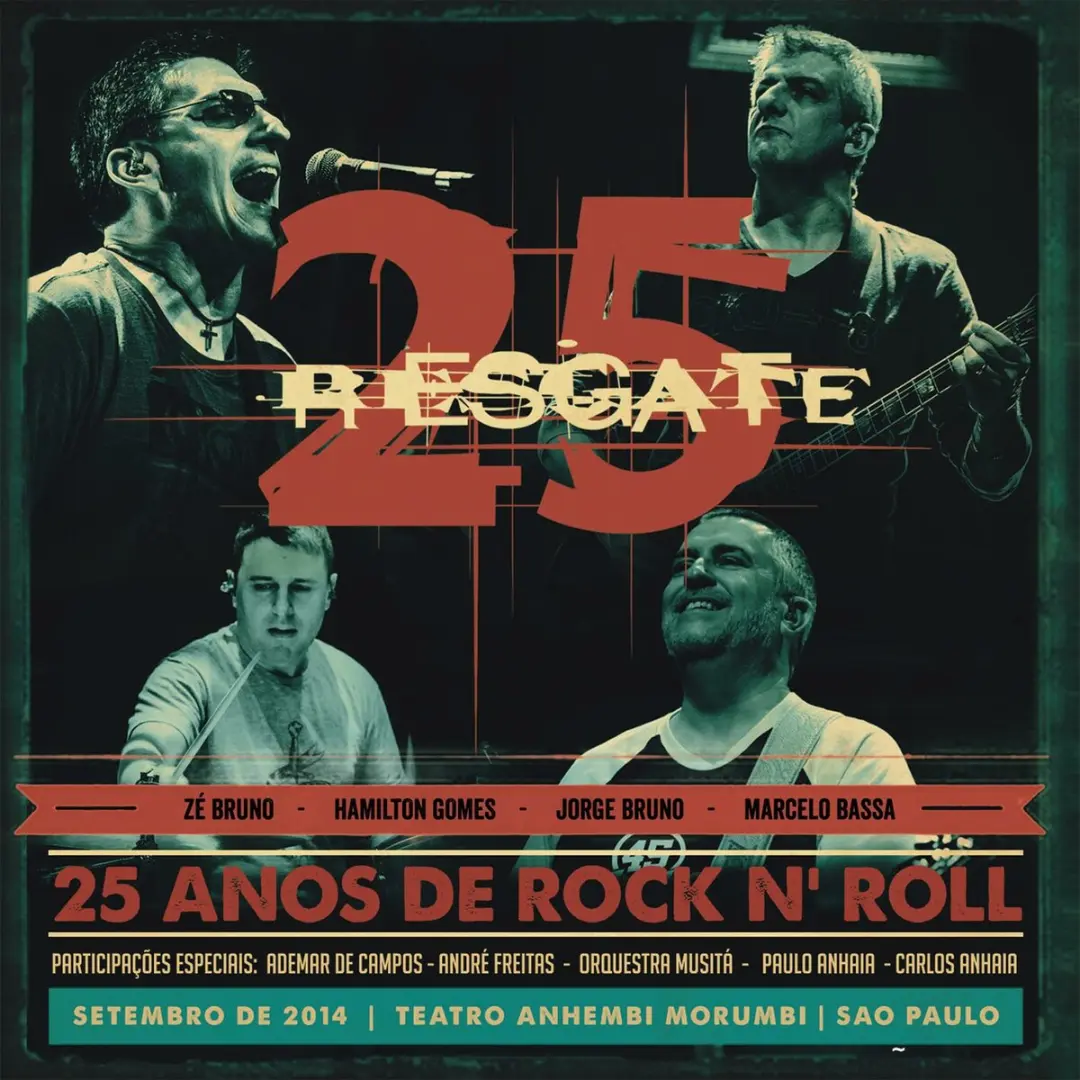 25
RESGATE
ZÉ BRUNO - HAMILTON GOMES - JORGE BRUNO - MARCELO BASSA
45
25 ANOS DE ROCK N' ROLL
PARTICIPAÇÕES ESPECIAIS: ADEMAR DE CAMPOS - ANDRÉ FREITAS - ORQUESTRA MUSITÁ - PAULO ANHAIA - CARLOS ANHAIA
SETEMBRO DE 2014 | TEATRO ANHEMBI MORUMBI | SAO PAULO
~